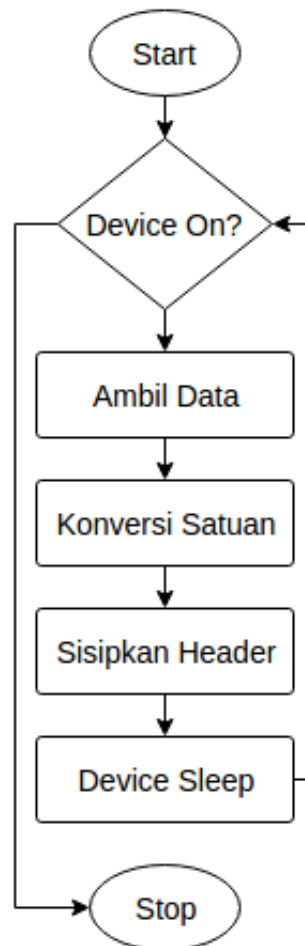 Start
Device On?
Ambil Data
Konversi Satuan
Sisipkan Header
Device Sleep
Stop